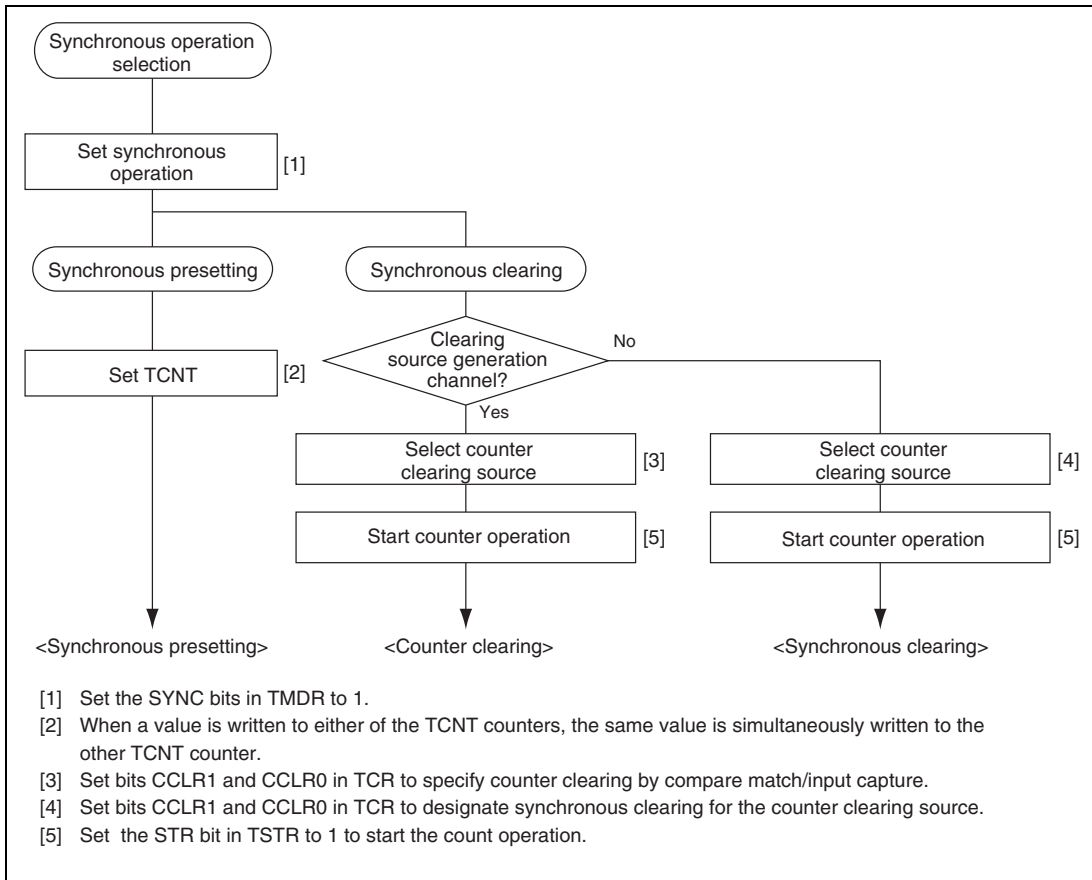 Synchronous operation
selection
Set synchronous
operation
[1]
Synchronous presetting
Synchronous clearing
Set TCNT
[2]
Clearing
source generation
channel?
No
Yes
Select counter
clearing source
[3]
Select counter
clearing source
[4]
Start counter operation
[5]
Start counter operation
[5]
<Synchronous presetting>
<Counter clearing>
<Synchronous clearing>
[1] Set the SYNC bits in TMDR to 1.
[2] When a value is written to either of the TCNT counters, the same value is simultaneously written to the
other TCNT counter.
[3] Set bits CCLR1 and CCLR0 in TCR to specify counter clearing by compare match/input capture.
[4] Set bits CCLR1 and CCLR0 in TCR to designate synchronous clearing for the counter clearing source.
[5] Set the STR bit in TSTR to 1 to start the count operation.